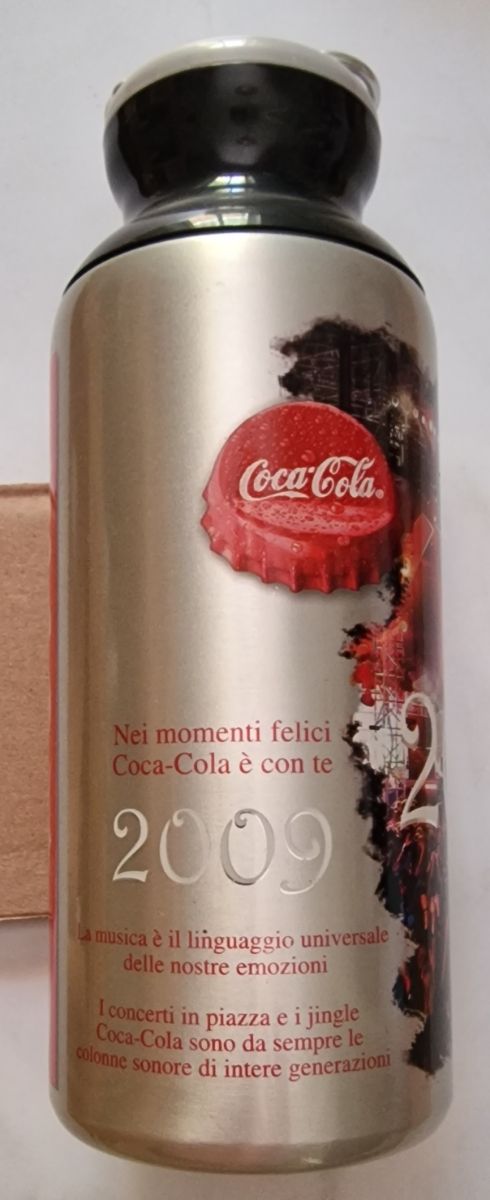 Coca-Cola
Nei momenti felici
Coca-Cola è con te
2009
2
La musica è il linguaggio universale
delle nostre emozioni
I concerti in piazza e i jingle
Coca-Cola sono da sempre le
colonne sonore di intere generazioni